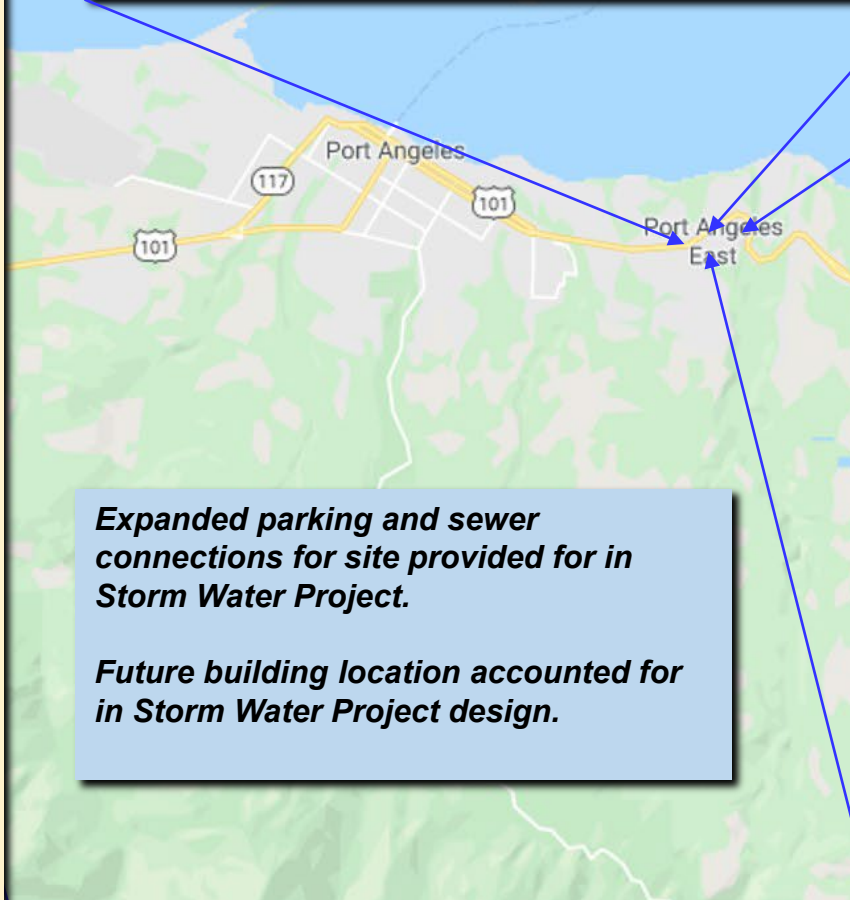 Port Angeles
117
101
Port Angeles
East
101
Expanded parking and sewer
connections for site provided for in
Storm Water Project.
Future building location accounted for
in Storm Water Project design.